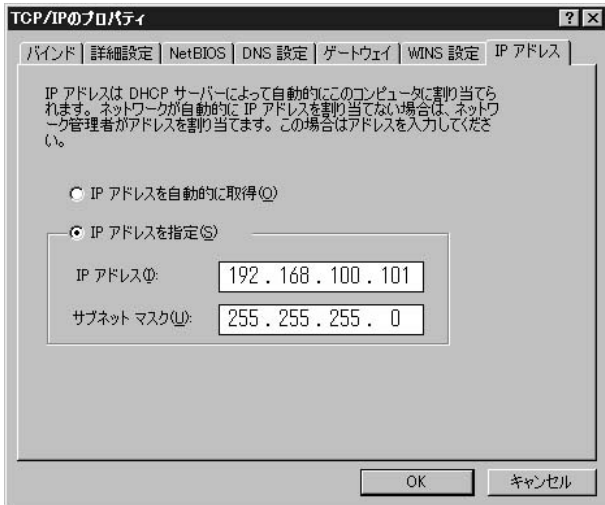 TCP/IPのプロパティ
バインド 詳細設定 NetBIOS DNS 設定 ゲートウェイ WINS 設定 IP アドレス
IP アドレスは DHCP サーバーによって自動的にこのコンピュータに割り当てら
れます。ネットワークが自動的に IP アドレスを割り当てない場合は、ネットワ
ーク管理者がアドレスを割り当てます。この場合はアドレスを入力してくださ
い。
IP アドレスを自動的に取得(O)
IP アドレスを指定(S)
IP アドレス(I): 192 . 168 . 100 . 101
サブネット マスク(U): 255 . 255 . 255 . 0
OK キャンセル